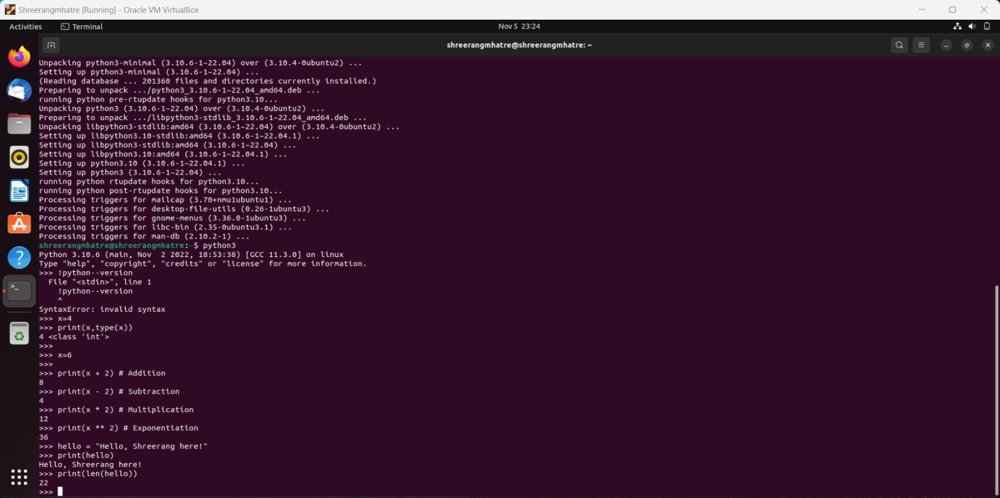 Shreerangmhatre [Running] - Oracle VM VirtualBox
Activities Terminal Nov 5 23:24
shreerangmhatre@shreerangmhatre: ~
Unpacking python3-minimal (3.10.6-1~22.04) over (3.10.4-0ubuntu2) ...
Setting up python3-minimal (3.10.6-1~22.04) ...
(Reading database ... 201360 files and directories currently installed.)
Preparing to unpack .../python3_3.10.6-1~22.04_amd64.deb ...
running python pre-rtupdate hooks for python3.10...
Unpacking python3 (3.10.6-1~22.04) over (3.10.4-0ubuntu2) ...
Preparing to unpack .../libpython3-stdlib_3.10.6-1~22.04_amd64.deb ...
Unpacking libpython3-stdlib:amd64 (3.10.6-1~22.04) over (3.10.4-0ubuntu2) ...
Setting up libpython3.10-stdlib:amd64 (3.10.6-1~22.04.1) ...
Setting up libpython3-stdlib:amd64 (3.10.6-1~22.04) ...
Setting up libpython3.10:amd64 (3.10.6-1~22.04.1) ...
Setting up python3.10 (3.10.6-1~22.04.1) ...
Setting up python3 (3.10.6-1~22.04) ...
running python rtupdate hooks for python3.10...
running python post-rtupdate hooks for python3.10...
Processing triggers for mailcap (3.70+nmu1ubuntu1) ...
Processing triggers for desktop-file-utils (0.26-1ubuntu3) ...
Processing triggers for gnome-menus (3.36.0-1ubuntu3) ...
Processing triggers for libc-bin (2.35-0ubuntu3.1) ...
Processing triggers for man-db (2.10.2-1) ...
shreerangmhatre@shreerangmhatre:~$ python3
Python 3.10.6 (main, Nov  2 2022, 18:53:38) [GCC 11.3.0] on linux
Type "help", "copyright", "credits" or "license" for more information.
>>> !python--version
  File "<stdin>", line 1
    !python--version
    ^
SyntaxError: invalid syntax
>>> x=4
>>> print(x,type(x))
4 <class 'int'>
>>>
>>> x=6
>>>
>>> print(x + 2) # Addition
8
>>> print(x - 2) # Subtraction
4
>>> print(x * 2) # Multiplication
12
>>> print(x ** 2) # Exponentiation
36
>>> hello = "Hello, Shreerang here!"
>>> print(hello)
Hello, Shreerang here!
>>> print(len(hello))
22
>>>